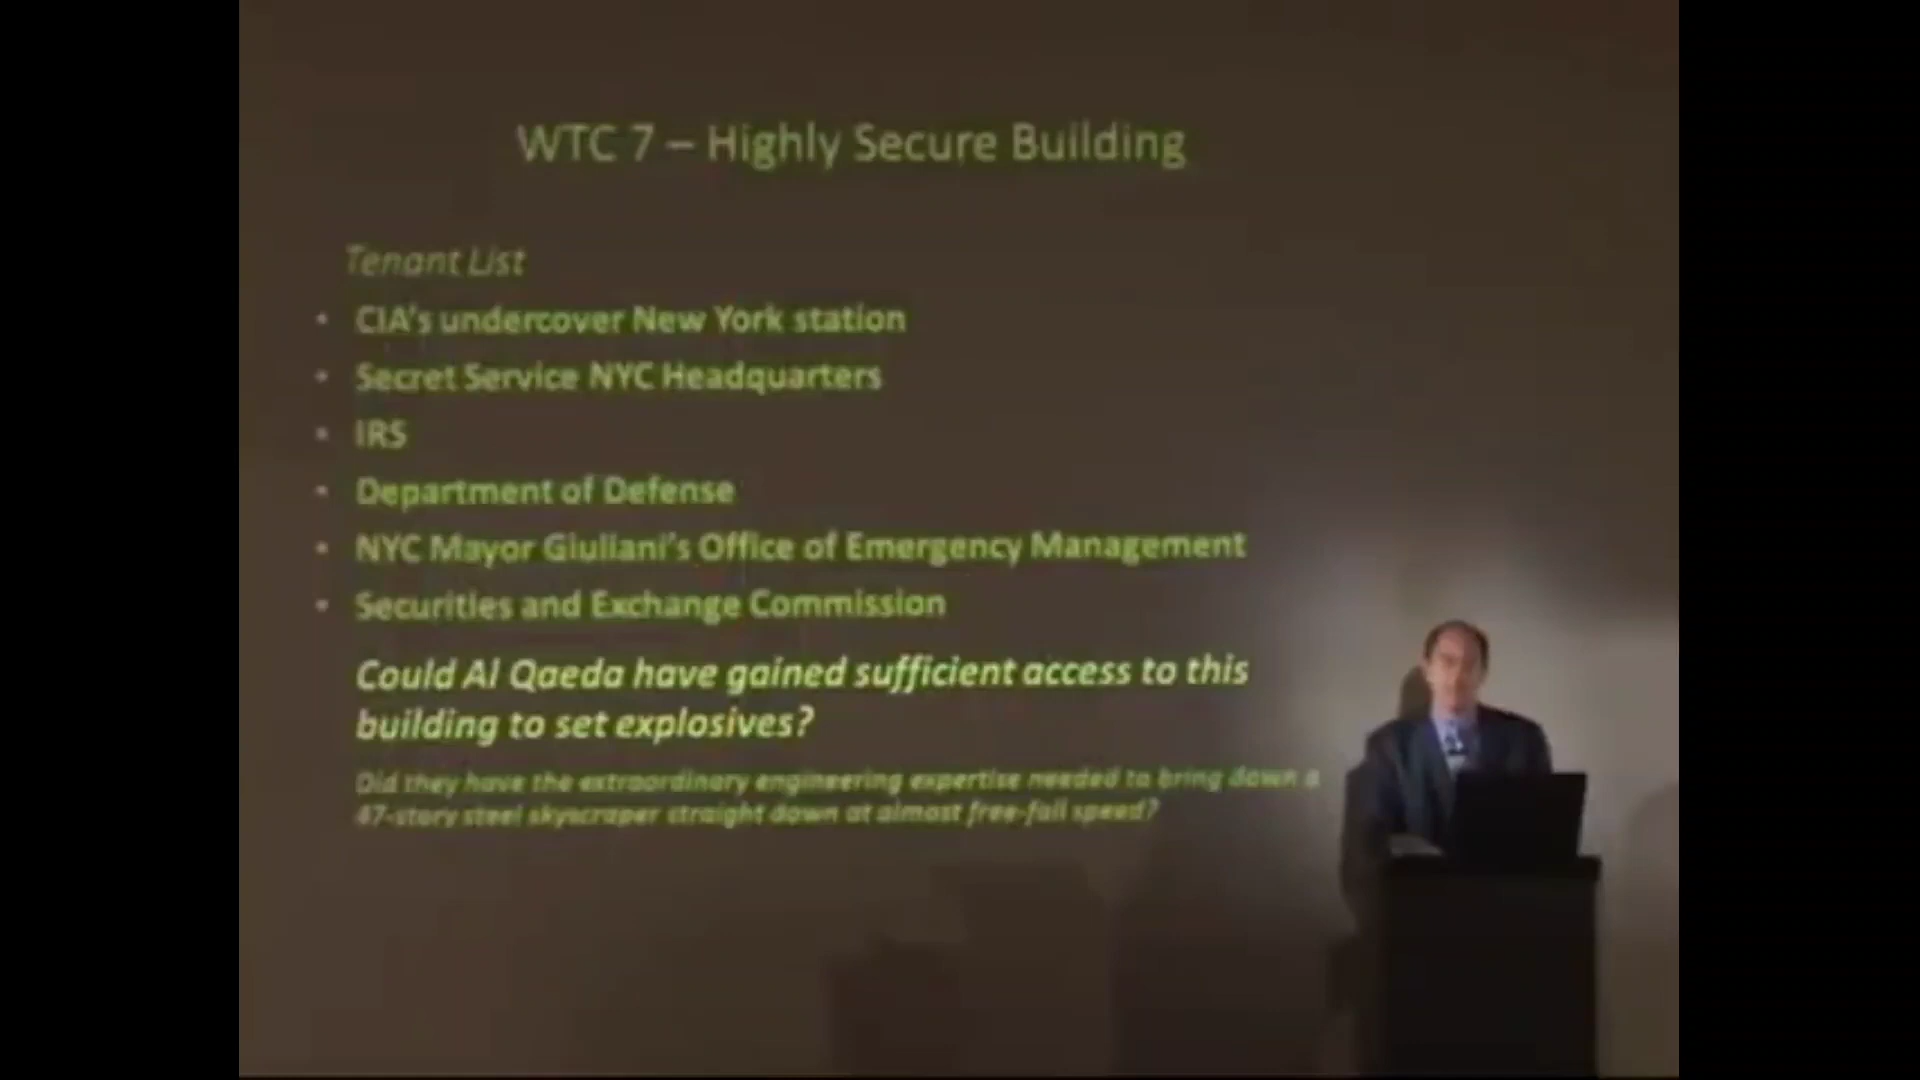 WTC 7 – Highly Secure Building
Tenant List
• CIA's undercover New York station
• Secret Service NYC Headquarters
• IRS
• Department of Defense
• NYC Mayor Giuliani's Office of Emergency Management
• Securities and Exchange Commission
Could Al Qaeda have gained sufficient access to this
building to set explosives?
Did they have the extraordinary engineering expertise needed to bring down a
47-story steel skyscraper straight down at almost free-fall speed?